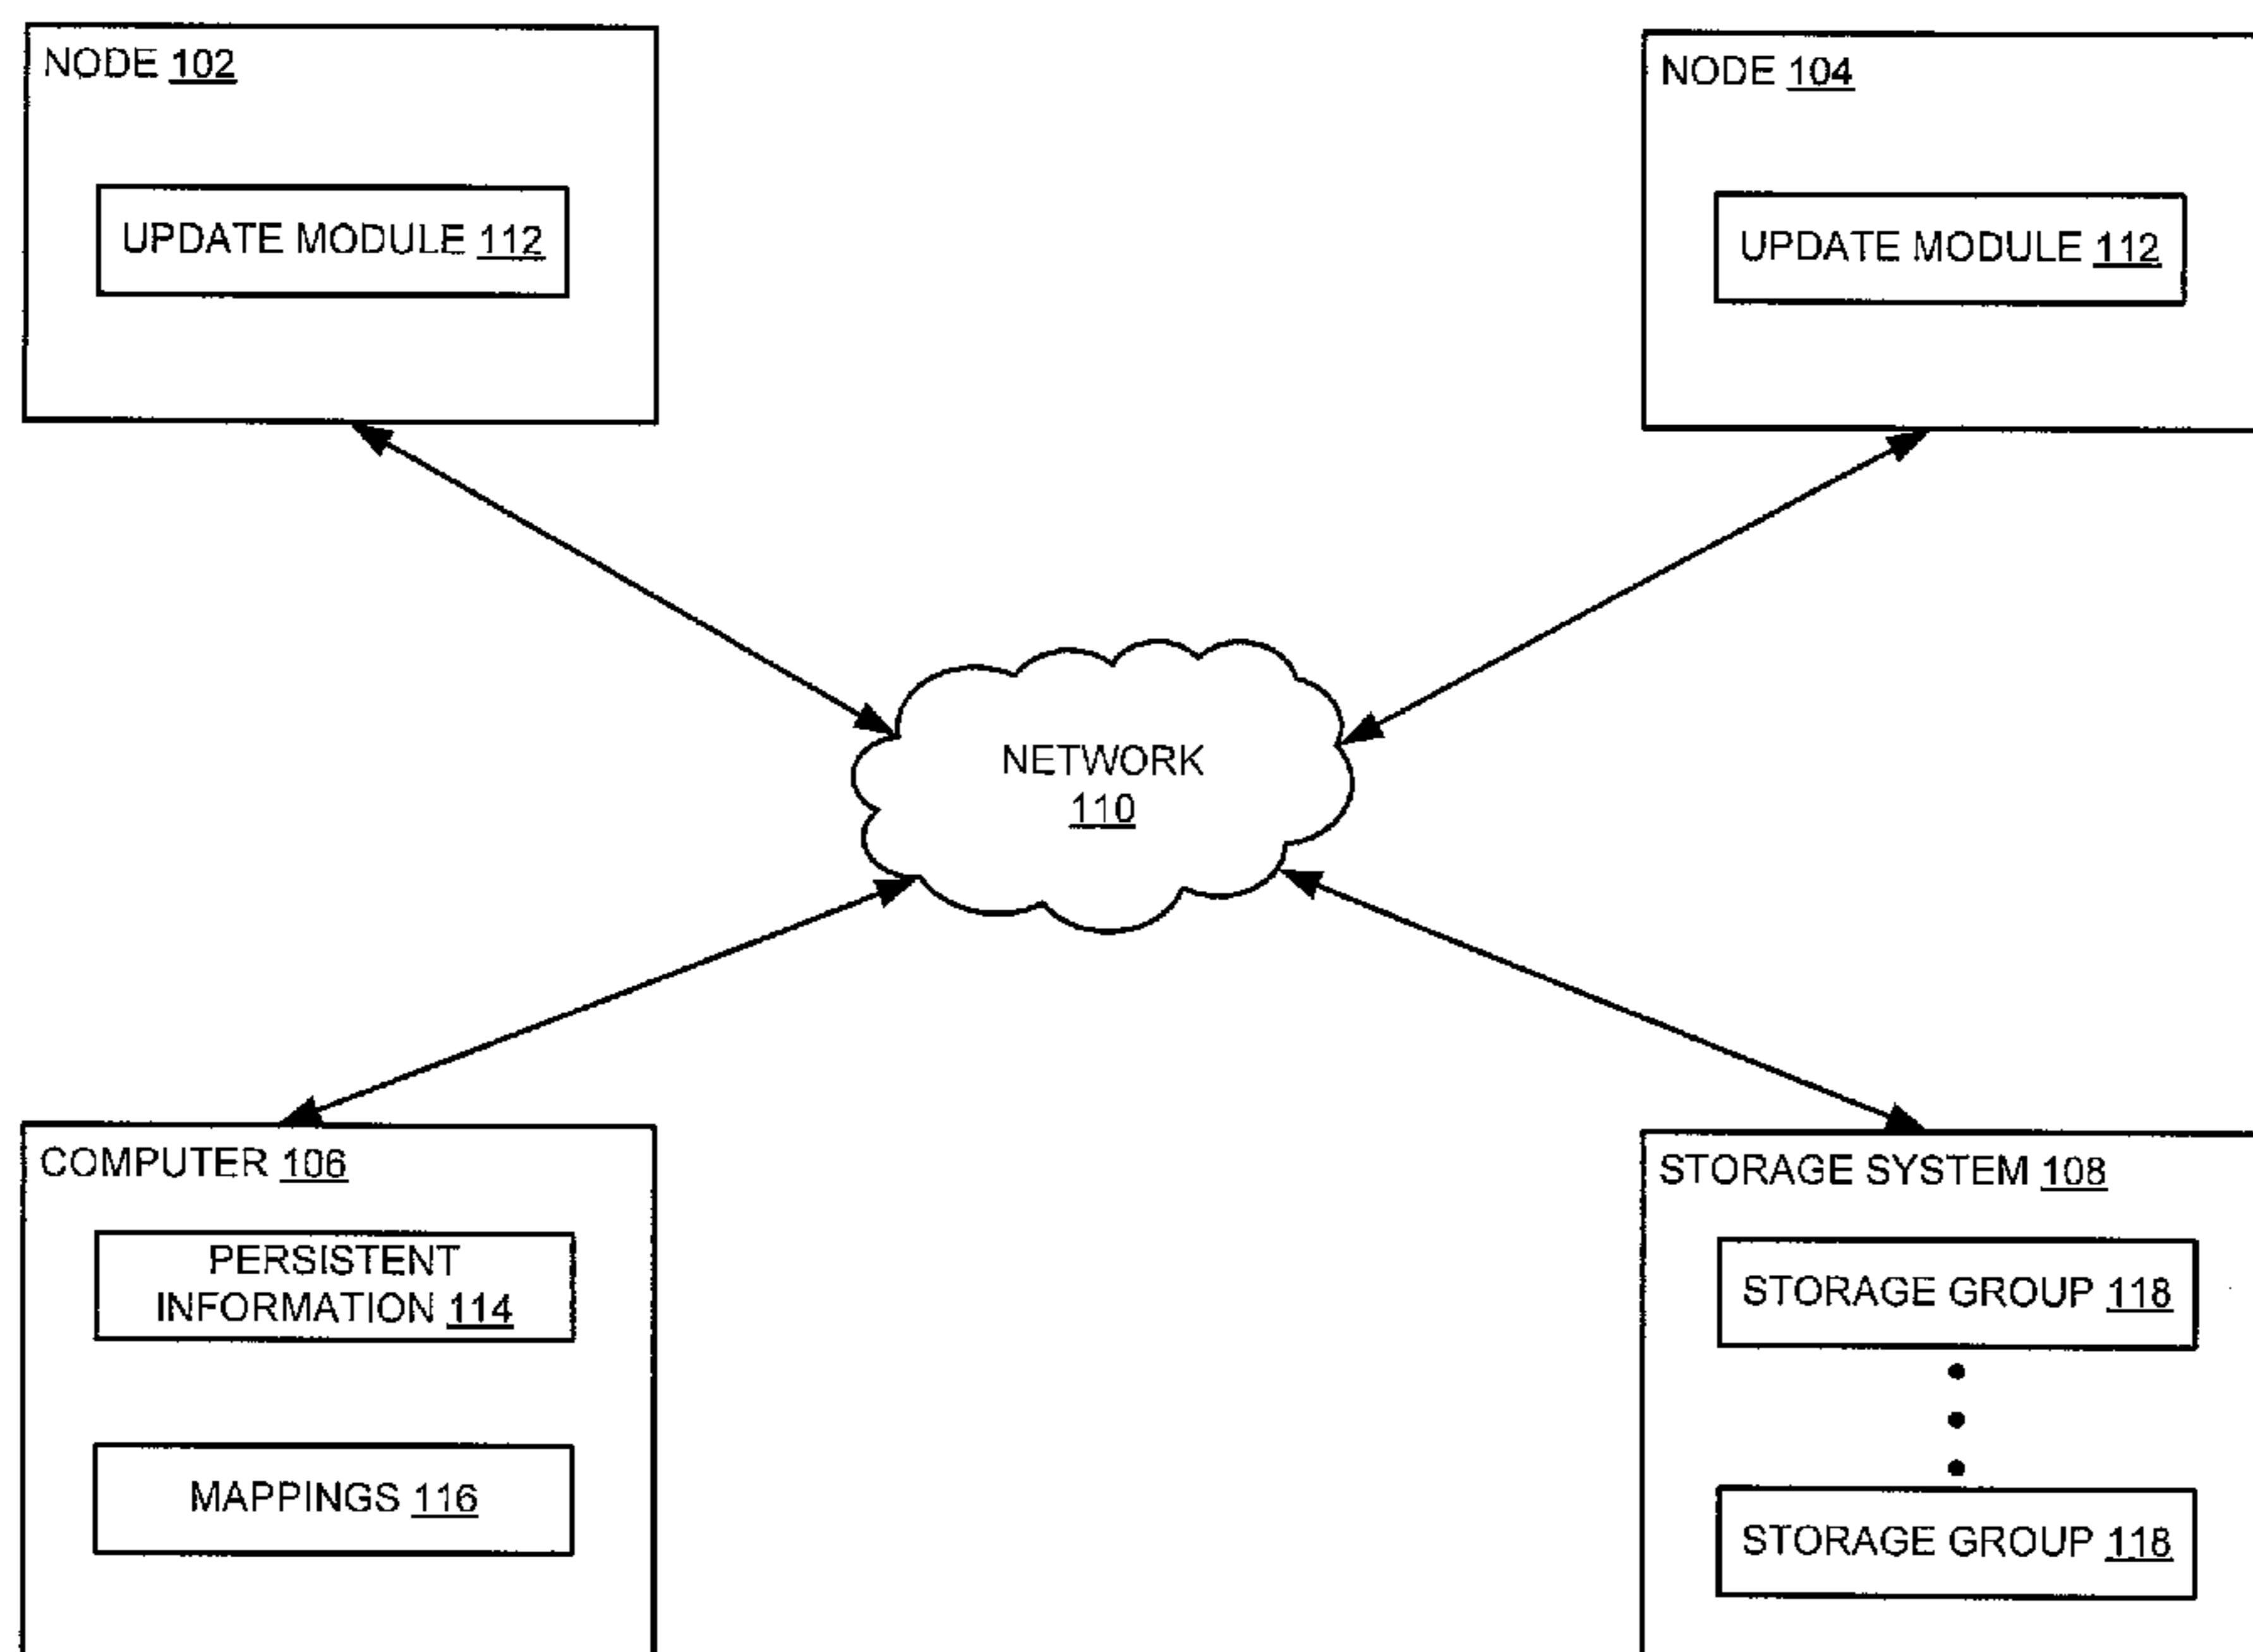 NODE 102
NODE 104
UPDATE MODULE 112
UPDATE MODULE 112
NETWORK
110
COMPUTER 106
PERSISTENT
INFORMATION 114
MAPPINGS 116
STORAGE SYSTEM 108
STORAGE GROUP 118
STORAGE GROUP 118